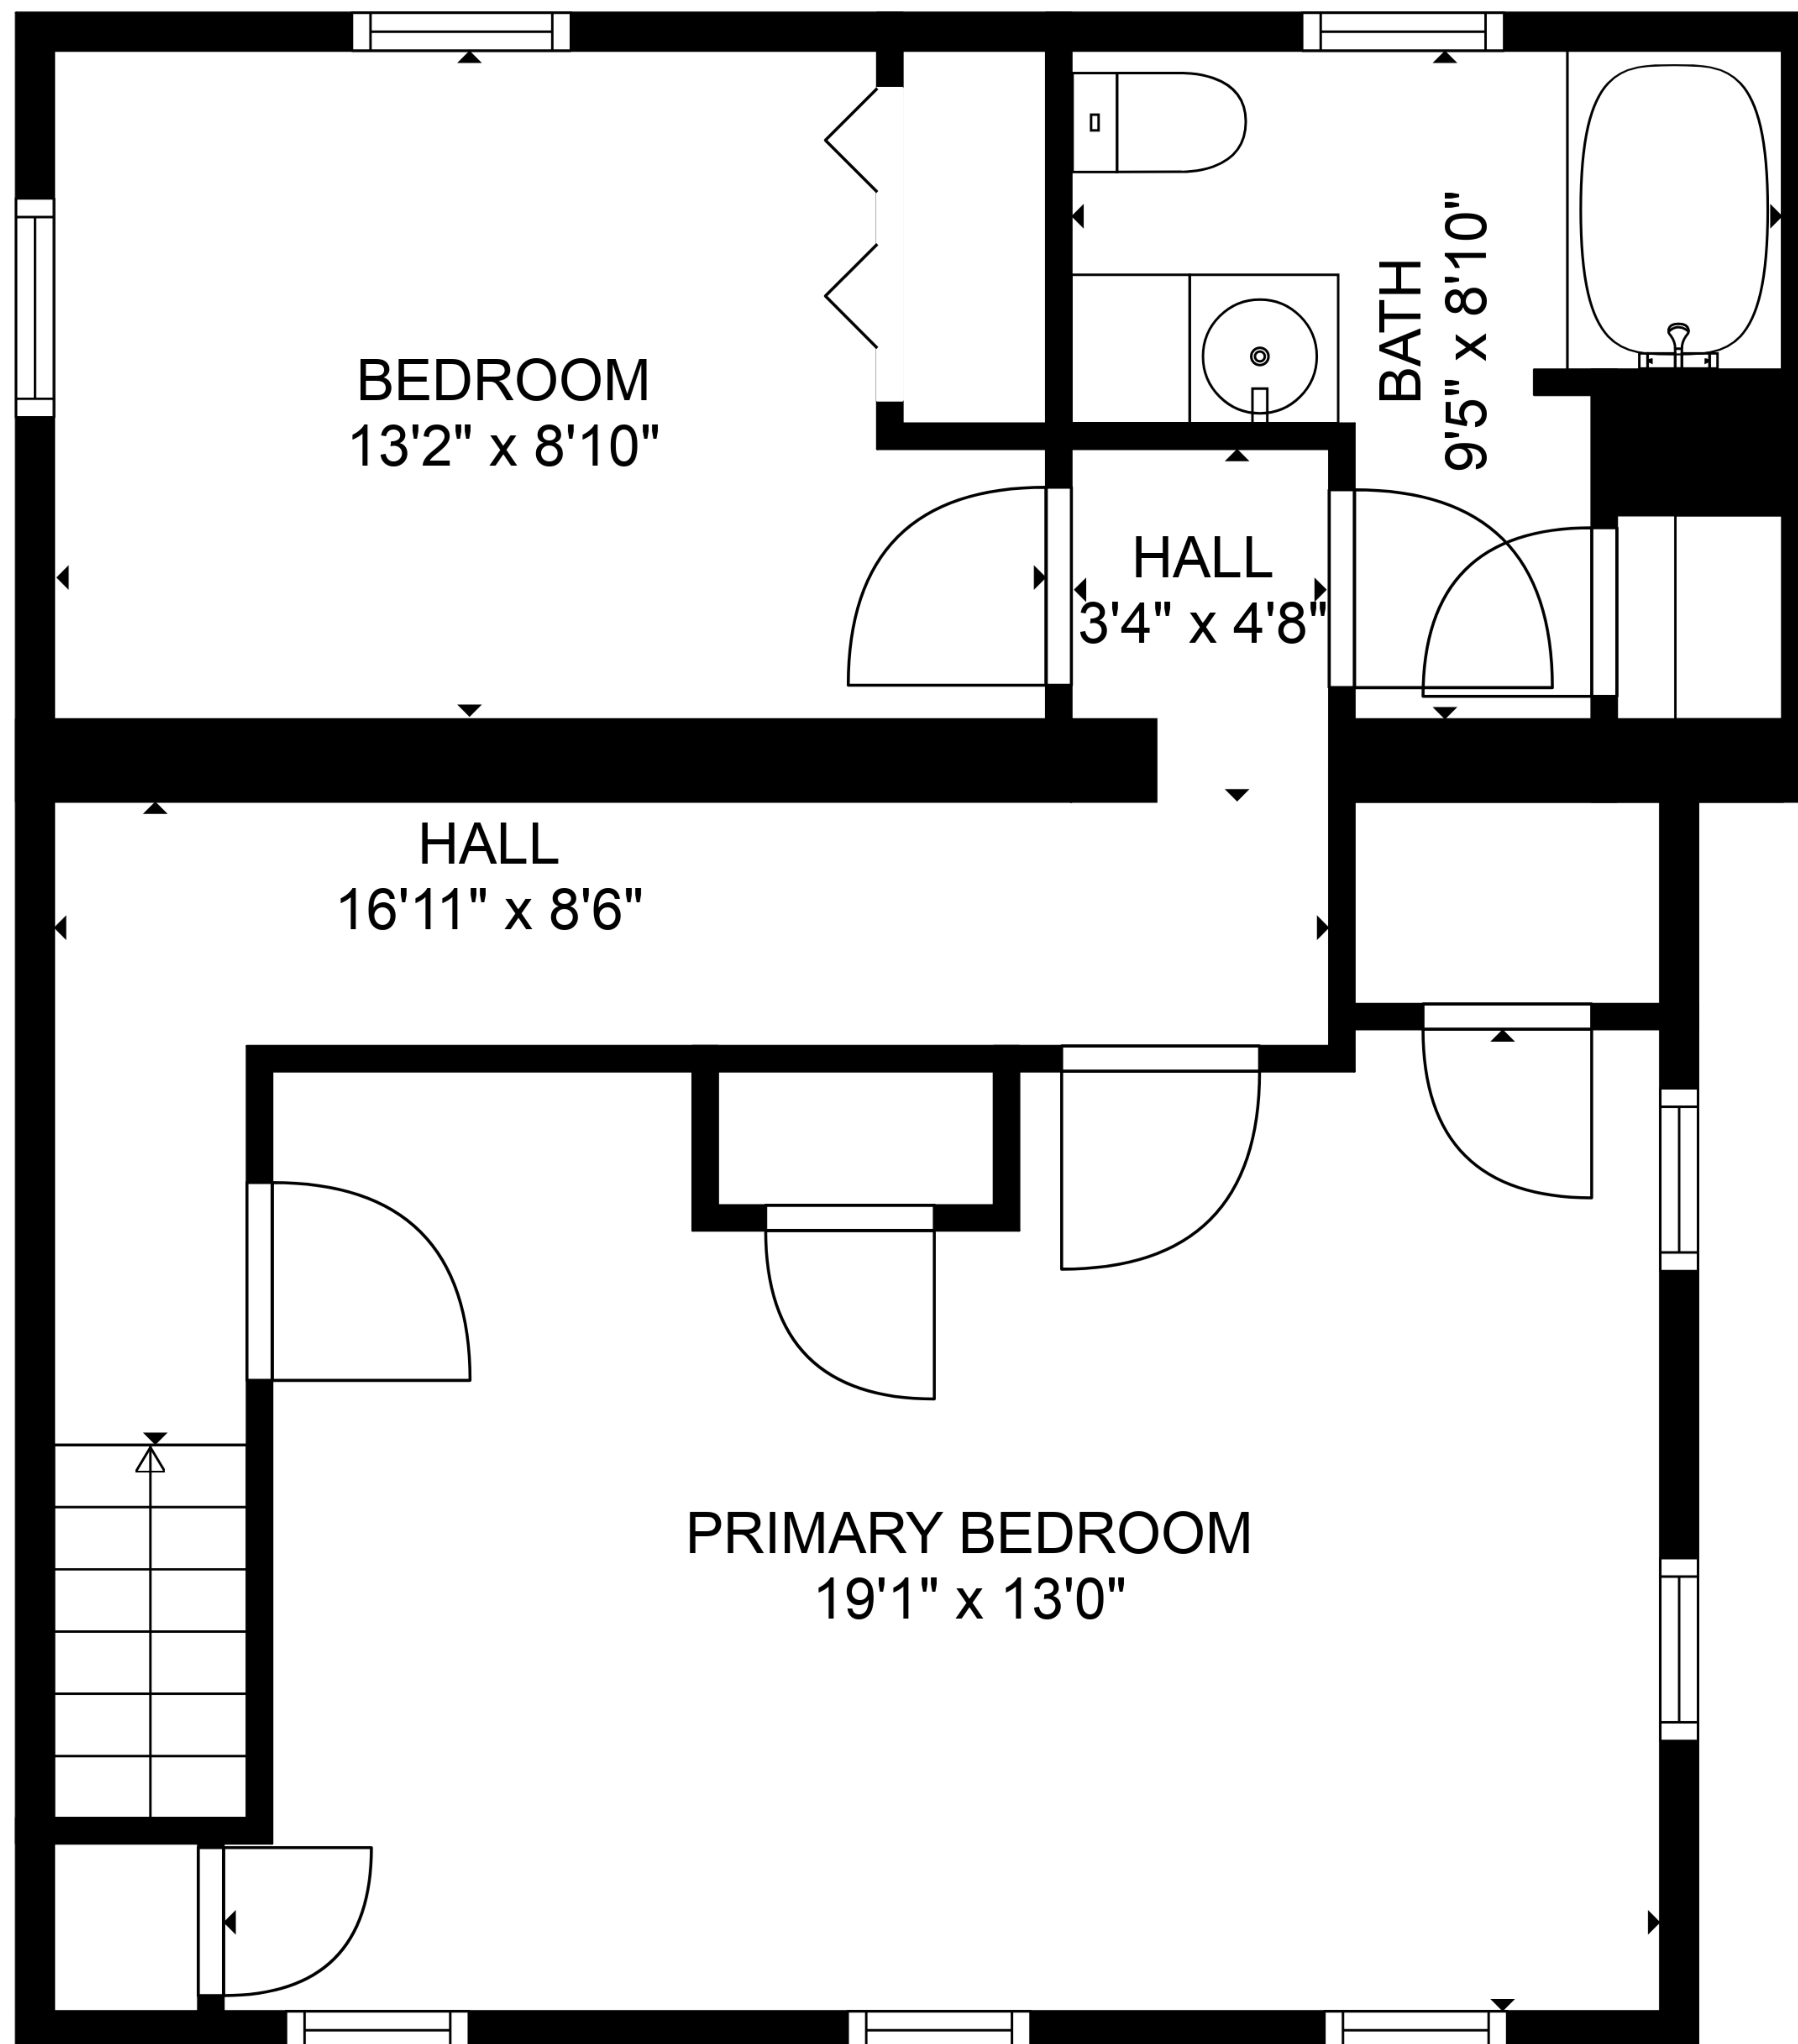 BEDROOM
13'2" x 8'10"
BATH
9'5" x 8'10"
HALL
3'4" x 4'8"
HALL
16'11" x 8'6"
PRIMARY BEDROOM
19'1" x 13'0"